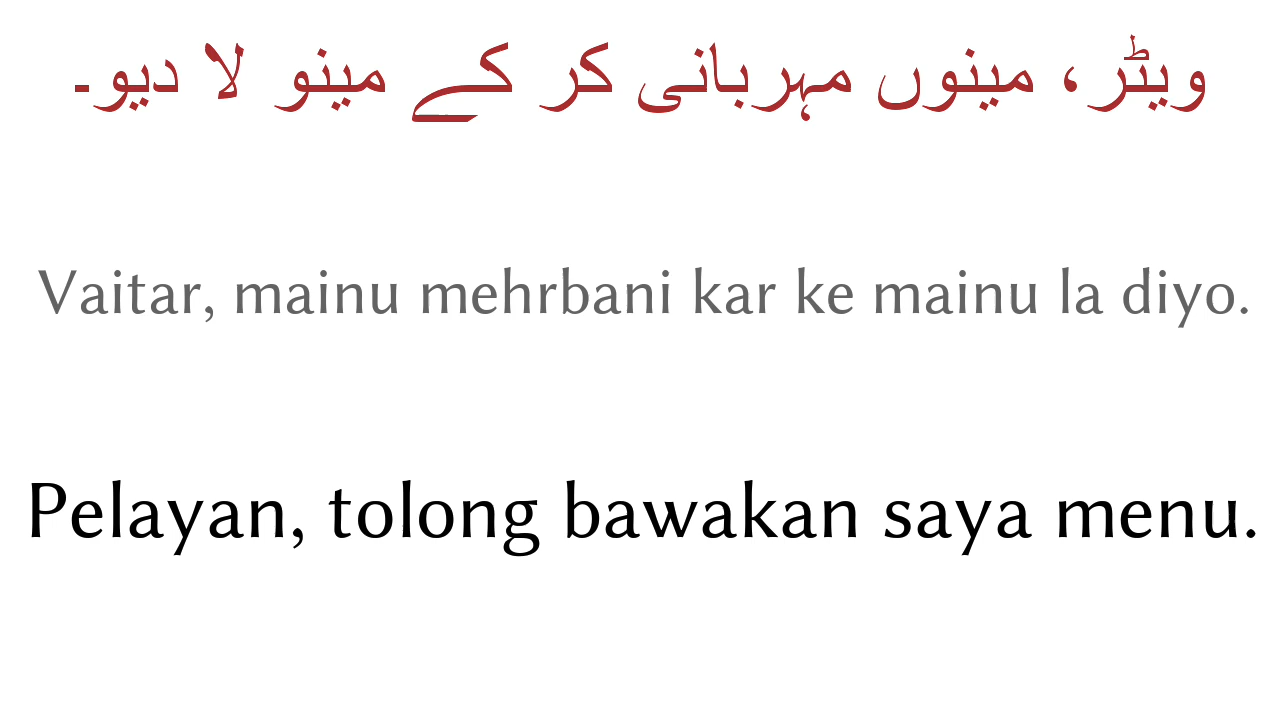 ویٹر، مینوں مہربانی کر کے مینو لا دیو۔
Vaitar, mainu mehrbani kar ke mainu la diyo.
Pelayan, tolong bawakan saya menu.